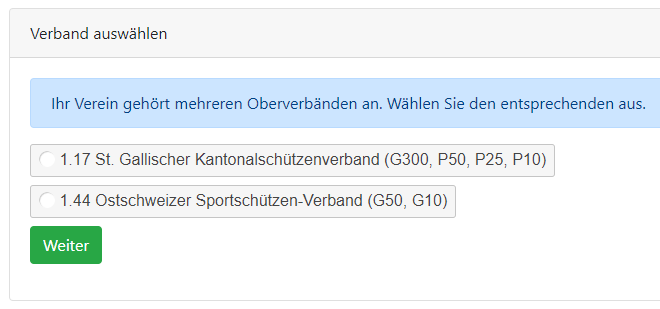 Verband auswählen
Ihr Verein gehört mehreren Oberverbänden an. Wählen Sie den entsprechenden aus.
1.17 St. Gallischer Kantonalschützenverband (G300, P50, P25, P10)
1.44 Ostschweizer Sportschützen-Verband (G50, G10)
Weiter